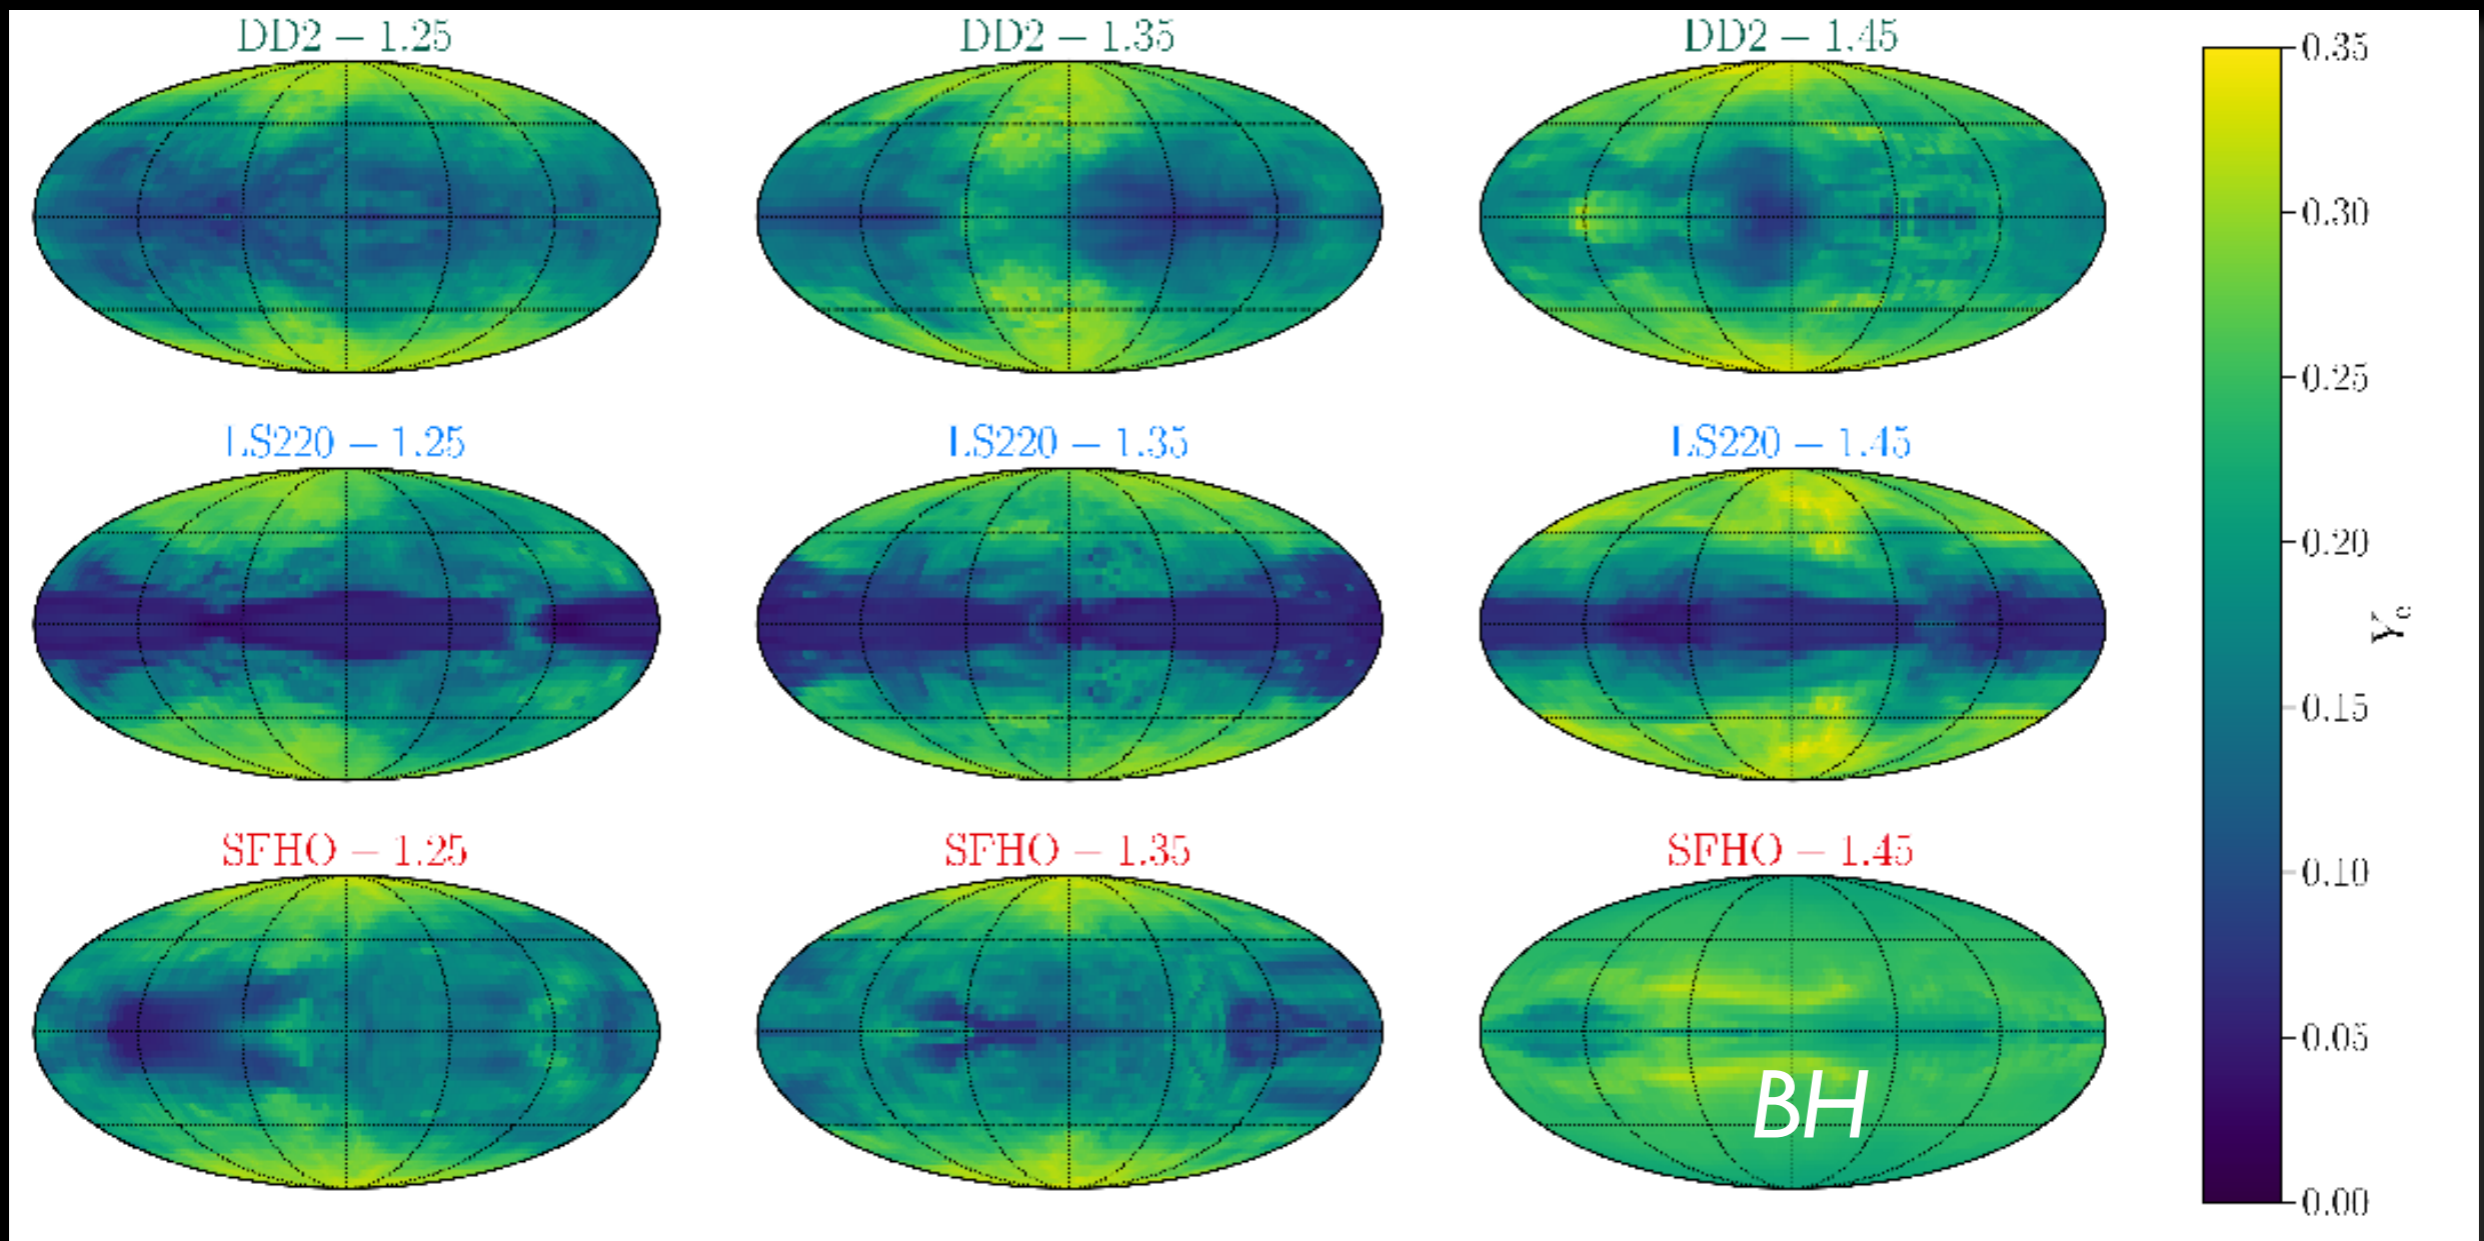 DD2 – 1.25
DD2 – 1.35
DD2 – 1.45
LS220 – 1.25
LS220 – 1.35
LS220 – 1.45
SFHO – 1.25
SFHO – 1.35
SFHO – 1.45
BH
0.35
0.30
0.25
0.20
0.15
0.10
0.05
0.00
Ye